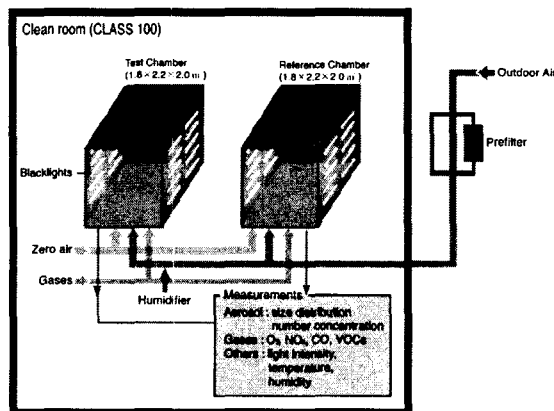 Clean room (CLASS 100)
Test Chamber
(1.8 × 2.2 × 2.0 m)
Reference Chamber
(1.8 × 2.2 × 2.0 m)
Outdoor Air
Prefilter
Blacklights
Zero air
Gases
Humidifier
Measurements
Aerosol : size distribution
number concentration
Gases : O₃, NOₓ, CO, VOCs
Others : light intensity,
temperature,
humidity